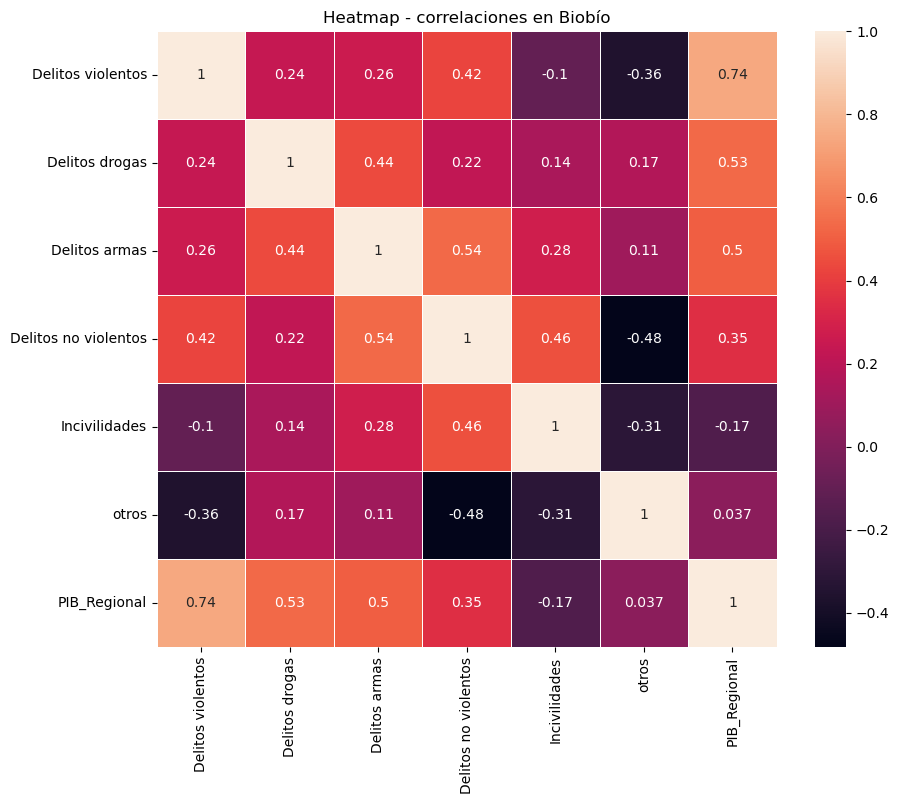 Heatmap - correlaciones en Biobío
Delitos violentos 1 0.24 0.26 0.42 -0.1 -0.36 0.74
Delitos drogas 0.24 1 0.44 0.22 0.14 0.17 0.53
Delitos armas 0.26 0.44 1 0.54 0.28 0.11 0.5
Delitos no violentos 0.42 0.22 0.54 1 0.46 -0.48 0.35
Incivilidades -0.1 0.14 0.28 0.46 1 -0.31 -0.17
otros -0.36 0.17 0.11 -0.48 -0.31 1 0.037
PIB_Regional 0.74 0.53 0.5 0.35 -0.17 0.037 1
Delitos violentos
Delitos drogas
Delitos armas
Delitos no violentos
Incivilidades
otros
PIB_Regional
1.0
0.8
0.6
0.4
0.2
0.0
−0.2
−0.4